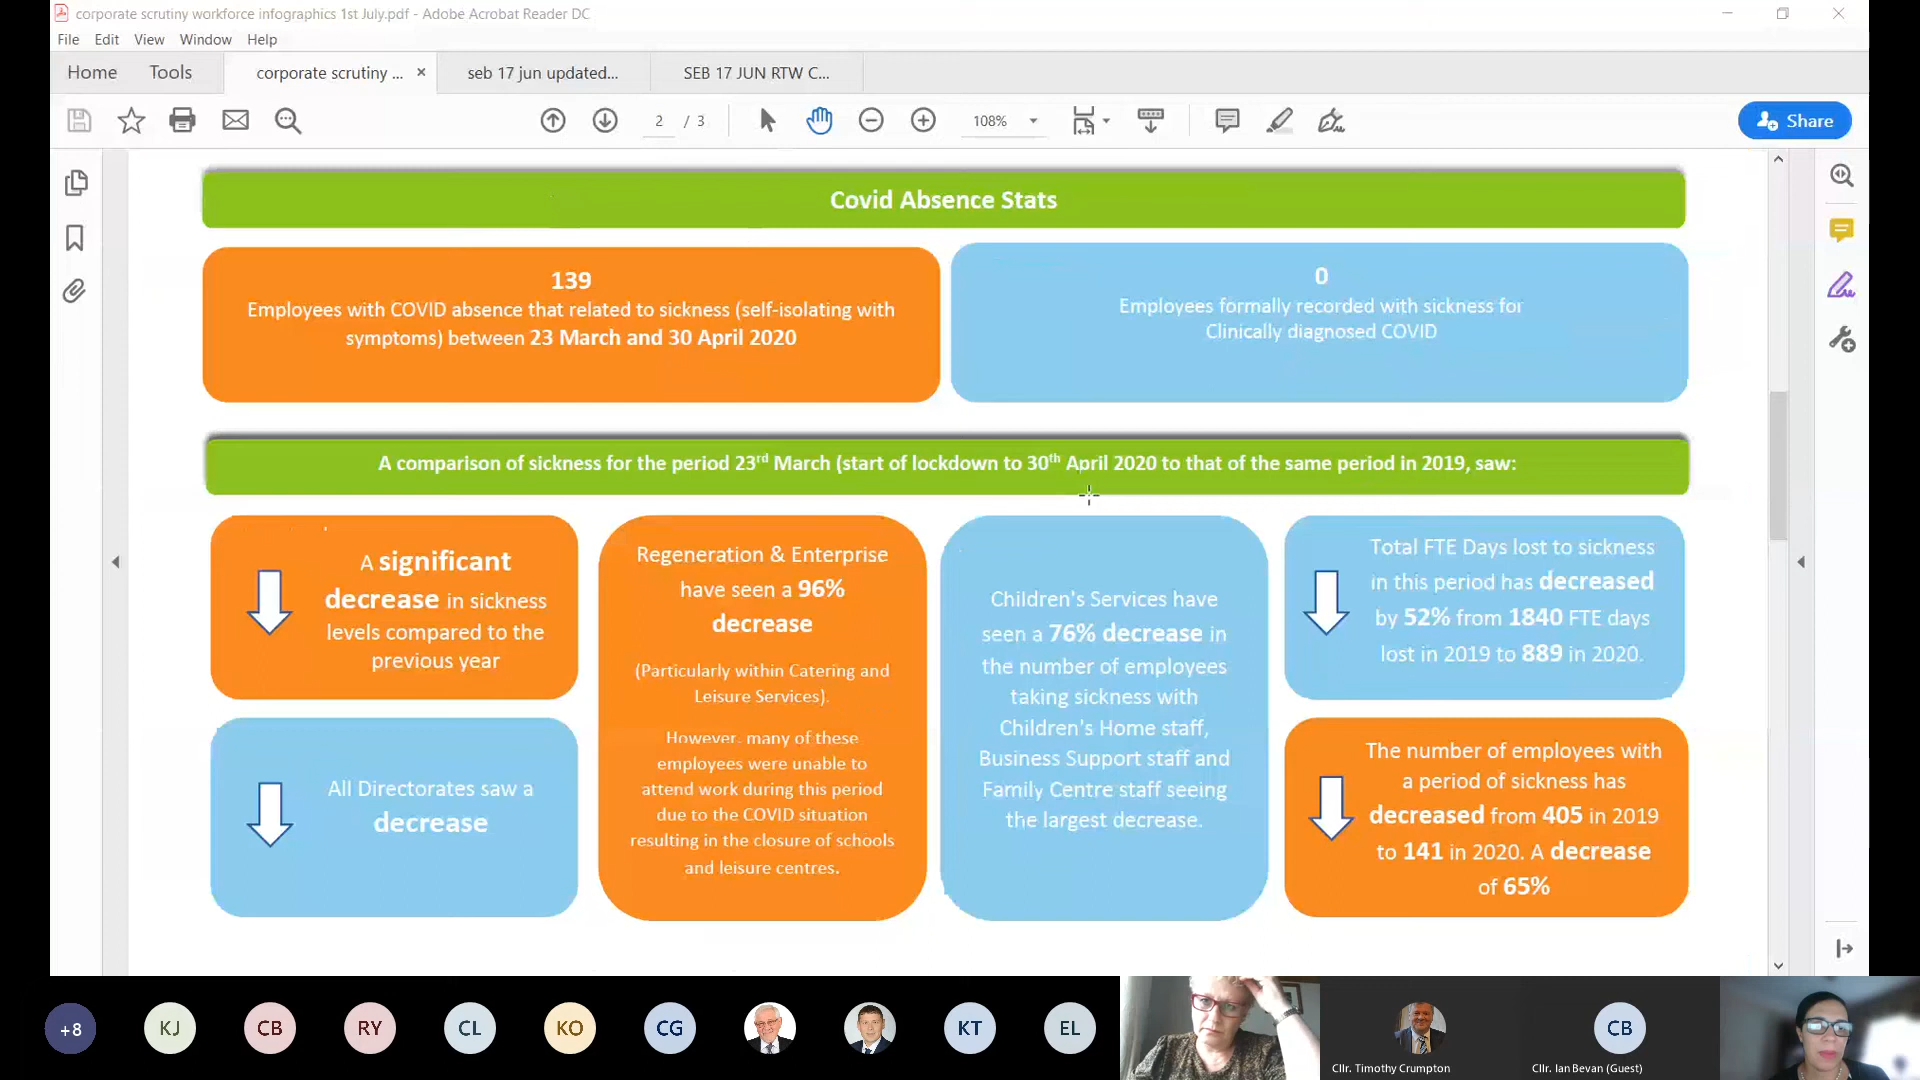 corporate scrutiny workforce infographics 1st July.pdf - Adobe Acrobat Reader DC
File Edit View Window Help
Home Tools corporate scrutiny ... × seb 17 jun updated... SEB 17 JUN RTW C...
2 / 3 108% Share
Covid Absence Stats
139
Employees with COVID absence that related to sickness (self-isolating with
symptoms) between 23 March and 30 April 2020
0
Employees formally recorded with sickness for
Clinically diagnosed COVID
A comparison of sickness for the period 23rd March (start of lockdown to 30th April 2020 to that of the same period in 2019, saw:
A significant
decrease in sickness
levels compared to the
previous year
All Directorates saw a
decrease
Regeneration & Enterprise
have seen a 96%
decrease
(Particularly within Catering and
Leisure Services).
However, many of these
employees were unable to
attend work during this period
due to the COVID situation
resulting in the closure of schools
and leisure centres.
Children's Services have
seen a 76% decrease in
the number of employees
taking sickness with
Children's Home staff,
Business Support staff and
Family Centre staff seeing
the largest decrease.
Total FTE Days lost to sickness
in this period has decreased
by 52% from 1840 FTE days
lost in 2019 to 889 in 2020.
The number of employees with
a period of sickness has
decreased from 405 in 2019
to 141 in 2020. A decrease
of 65%
+8 KJ CB RY CL KO CG KT EL CB
Cllr. Timothy Crumpton
Cllr. Ian Bevan (Guest)